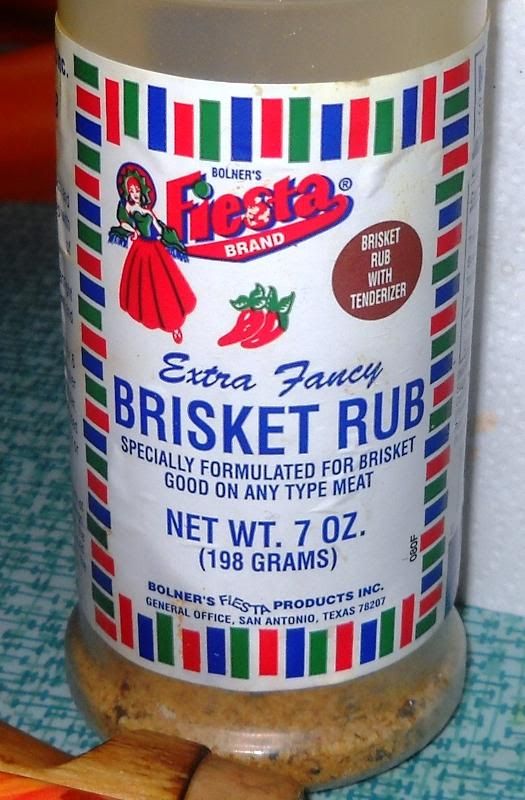 BOLNER'S
Fiesta®
BRAND
BRISKET
RUB
WITH
TENDERIZER
Extra Fancy
BRISKET RUB
SPECIALLY FORMULATED FOR BRISKET
GOOD ON ANY TYPE MEAT
NET WT. 7 OZ.
(198 GRAMS)
080F
BOLNER'S FIESTA PRODUCTS INC.
GENERAL OFFICE, SAN ANTONIO, TEXAS 78207